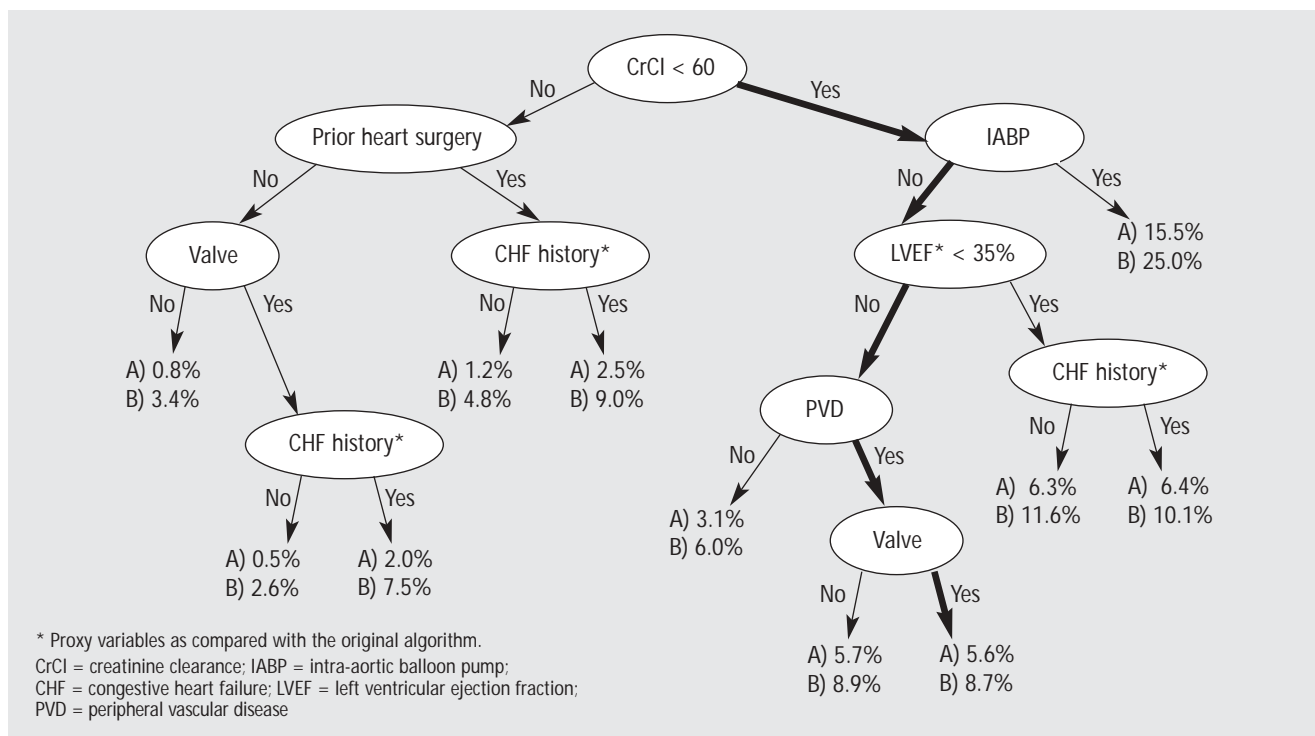 CrCl < 60
No
Yes
Prior heart surgery
IABP
No
Yes
No
Yes
Valve
CHF history*
LVEF* < 35%
A) 15.5%
B) 25.0%
No
Yes
No
Yes
No
Yes
A) 0.8%
B) 3.4%
A) 1.2%
B) 4.8%
A) 2.5%
B) 9.0%
PVD
CHF history*
CHF history*
No
Yes
No
Yes
No
Yes
A) 3.1%
B) 6.0%
A) 6.3%
B) 11.6%
A) 6.4%
B) 10.1%
A) 0.5%
B) 2.6%
A) 2.0%
B) 7.5%
Valve
No
Yes
A) 5.7%
B) 8.9%
A) 5.6%
B) 8.7%
* Proxy variables as compared with the original algorithm.
CrCl = creatinine clearance; IABP = intra-aortic balloon pump;
CHF = congestive heart failure; LVEF = left ventricular ejection fraction;
PVD = peripheral vascular disease